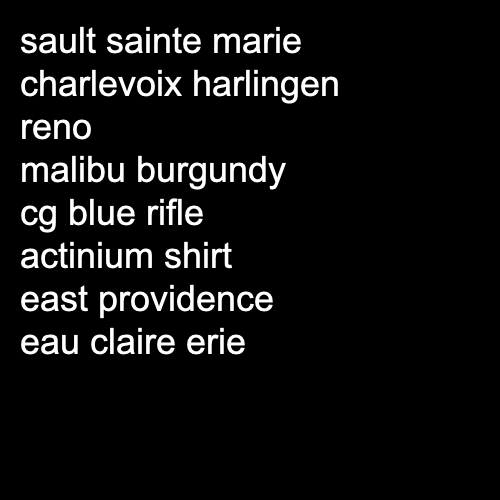 sault sainte marie
charlevoix harlingen
reno
malibu burgundy
cg blue rifle
actinium shirt
east providence
eau claire erie